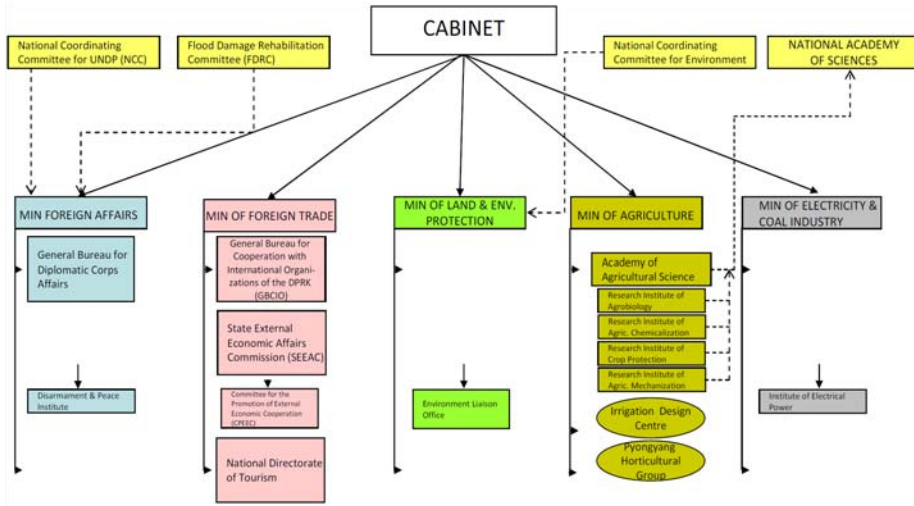 CABINET
National Coordinating
Committee for UNDP (NCC)
Flood Damage Rehabilitation
Committee (FDRC)
National Coordinating
Committee for Environment
NATIONAL ACADEMY
OF SCIENCES
MIN FOREIGN AFFAIRS
General Bureau for
Diplomatic Corps
Affairs
Disarmament & Peace
Institute
MIN OF FOREIGN TRADE
General Bureau for
Cooperation with
International Organi-
zations of the DPRK
(GBCIO)
State External
Economic Affairs
Commission (SEEAC)
Committee for the
Promotion of External
Economic Cooperation
(CPEEC)
National Directorate
of Tourism
MIN OF LAND & ENV.
PROTECTION
Environment Liaison
Office
MIN OF AGRICULTURE
Academy of
Agricultural Science
Research Institute of
Agrobiology
Research Institute of
Agric. Chemicalization
Research Institute of
Crop Protection
Research Institute of
Agric. Mechanization
Irrigation Design
Centre
Pyongyang
Horticultural
Group
MIN OF ELECTRICITY &
COAL INDUSTRY
Institute of Electrical
Power